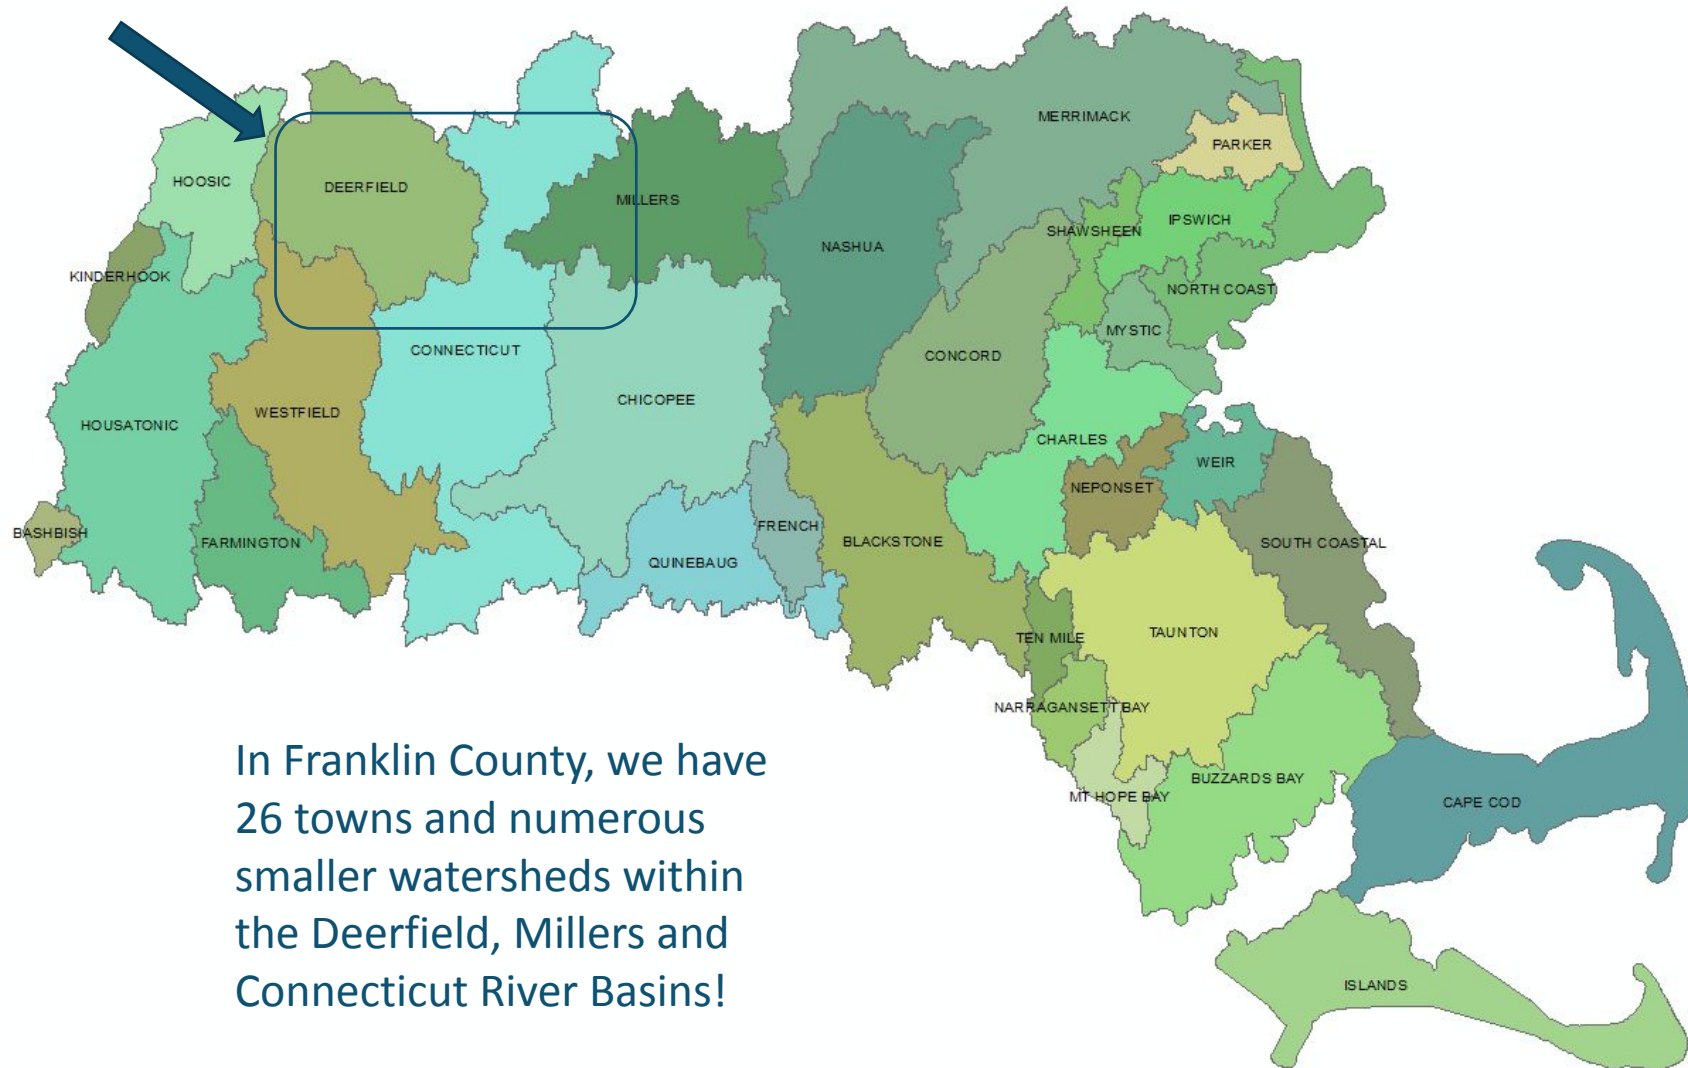 MERRIMACK
PARKER
HOOSIC
DEERFIELD
MILLERS
IPSWICH
SHAWSHEEN
NASHUA
KINDERHOOK
NORTH COAST
MYSTIC
CONNECTICUT
CONCORD
CHICOPEE
WESTFIELD
HOUSATONIC
CHARLES
WEIR
NEPONSET
FRENCH
BASHBISH
FARMINGTON
BLACKSTONE
SOUTH COASTAL
QUINEBAUG
TEN MILE
TAUNTON
NARRAGANSETT BAY
BUZZARDS BAY
MT HOPE BAY
CAPE COD
ISLANDS
In Franklin County, we have
26 towns and numerous
smaller watersheds within
the Deerfield, Millers and
Connecticut River Basins!